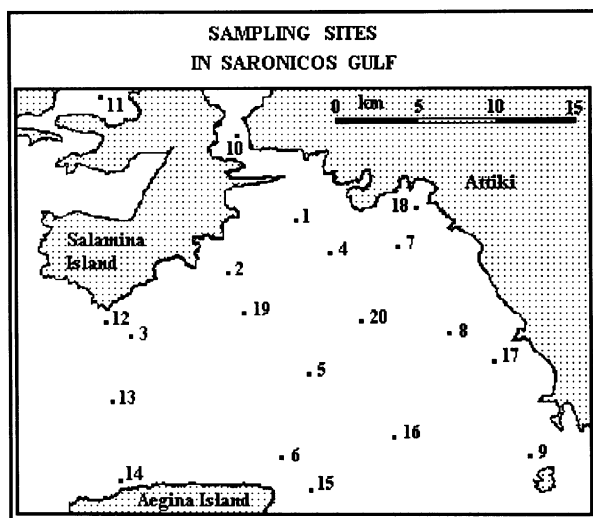 SAMPLING SITES
IN SARONICOS GULF
11
0 km 5 10 15
10
Attiki
18
1
7
4
Salamina
Island
2
19
20
12
3
8
17
5
13
16
6
9
14
15
Aegina Island